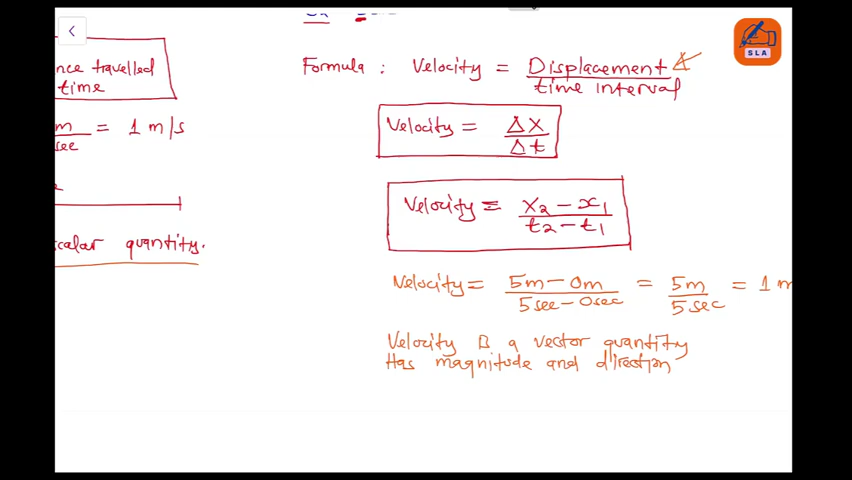 nce travelled
time
m/sec = 1 m/s
scalar quantity.
SLA
Formula : Velocity = Displacement / time interval
Velocity = Δx / Δt
Velocity = x2 − x1 / t2 − t1
Velocity = 5m − 0m / 5sec − 0sec = 5m / 5sec = 1 m
Velocity is a vector quantity
Has magnitude and direction